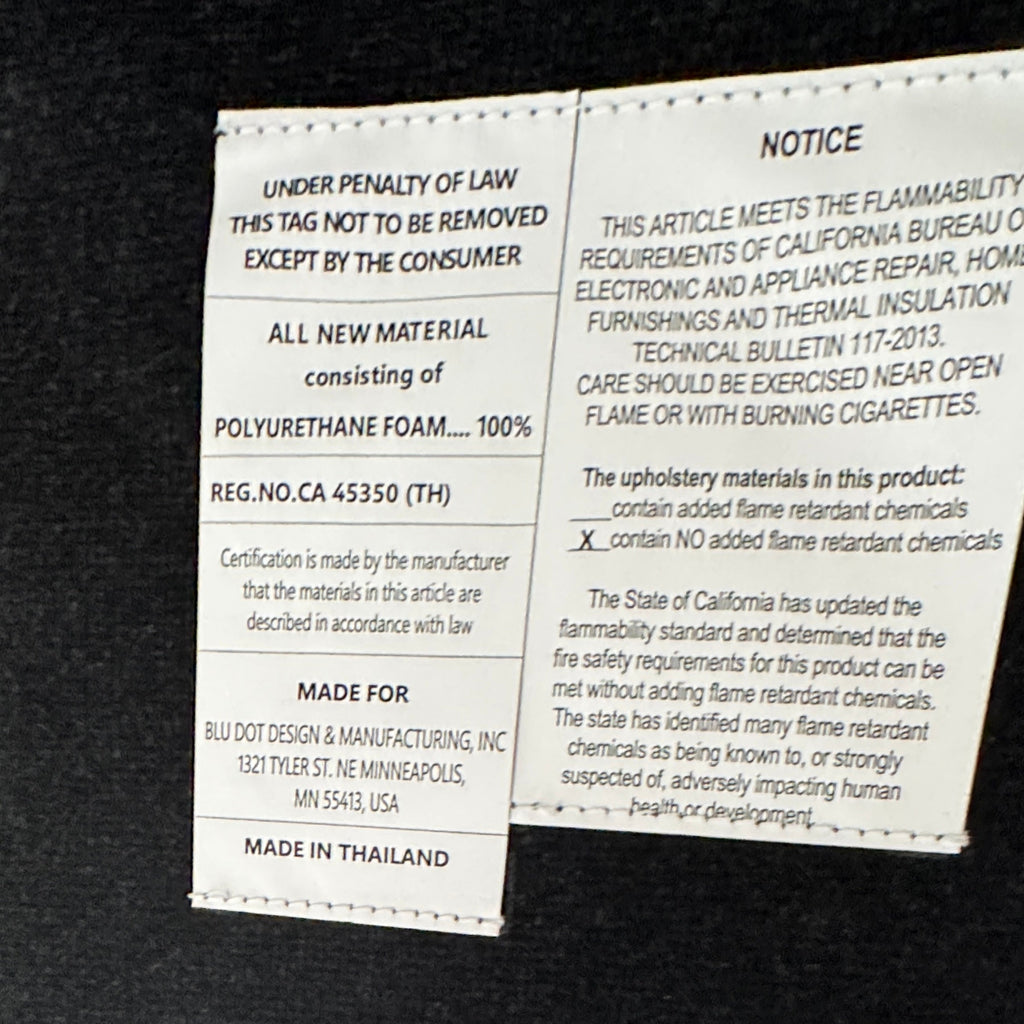 UNDER PENALTY OF LAW
THIS TAG NOT TO BE REMOVED
EXCEPT BY THE CONSUMER
ALL NEW MATERIAL
consisting of
POLYURETHANE FOAM.... 100%
REG.NO.CA 45350 (TH)
Certification is made by the manufacturer
that the materials in this article are
described in accordance with law
MADE FOR
BLU DOT DESIGN & MANUFACTURING, INC
1321 TYLER ST. NE MINNEAPOLIS,
MN 55413, USA
MADE IN THAILAND
NOTICE
THIS ARTICLE MEETS THE FLAMMABILITY
REQUIREMENTS OF CALIFORNIA BUREAU O
ELECTRONIC AND APPLIANCE REPAIR, HOME
FURNISHINGS AND THERMAL INSULATION
TECHNICAL BULLETIN 117-2013.
CARE SHOULD BE EXERCISED NEAR OPEN
FLAME OR WITH BURNING CIGARETTES.
The upholstery materials in this product:
___contain added flame retardant chemicals
_X_contain NO added flame retardant chemicals
The State of California has updated the
flammability standard and determined that the
fire safety requirements for this product can be
met without adding flame retardant chemicals.
The state has identified many flame retardant
chemicals as being known to, or strongly
suspected of, adversely impacting human
health or development.